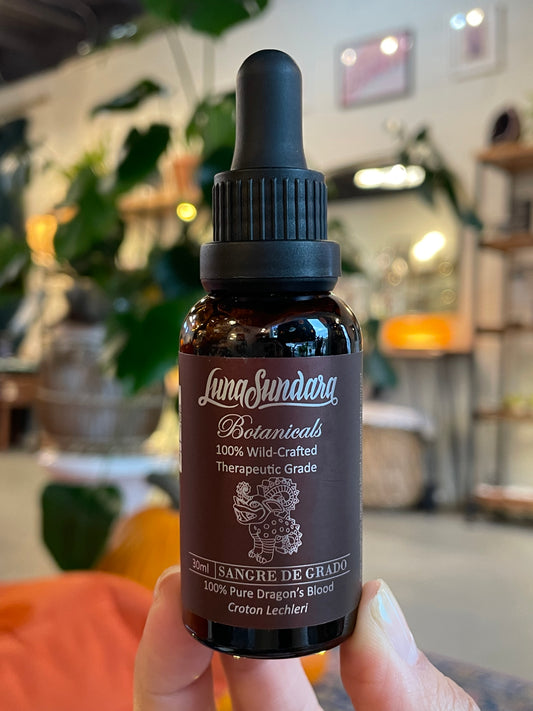 LunaSundara
Botanicals
100% Wild-Crafted
Therapeutic Grade
30ml SANGRE DE GRADO
100% Pure Dragon's Blood
Croton Lechleri